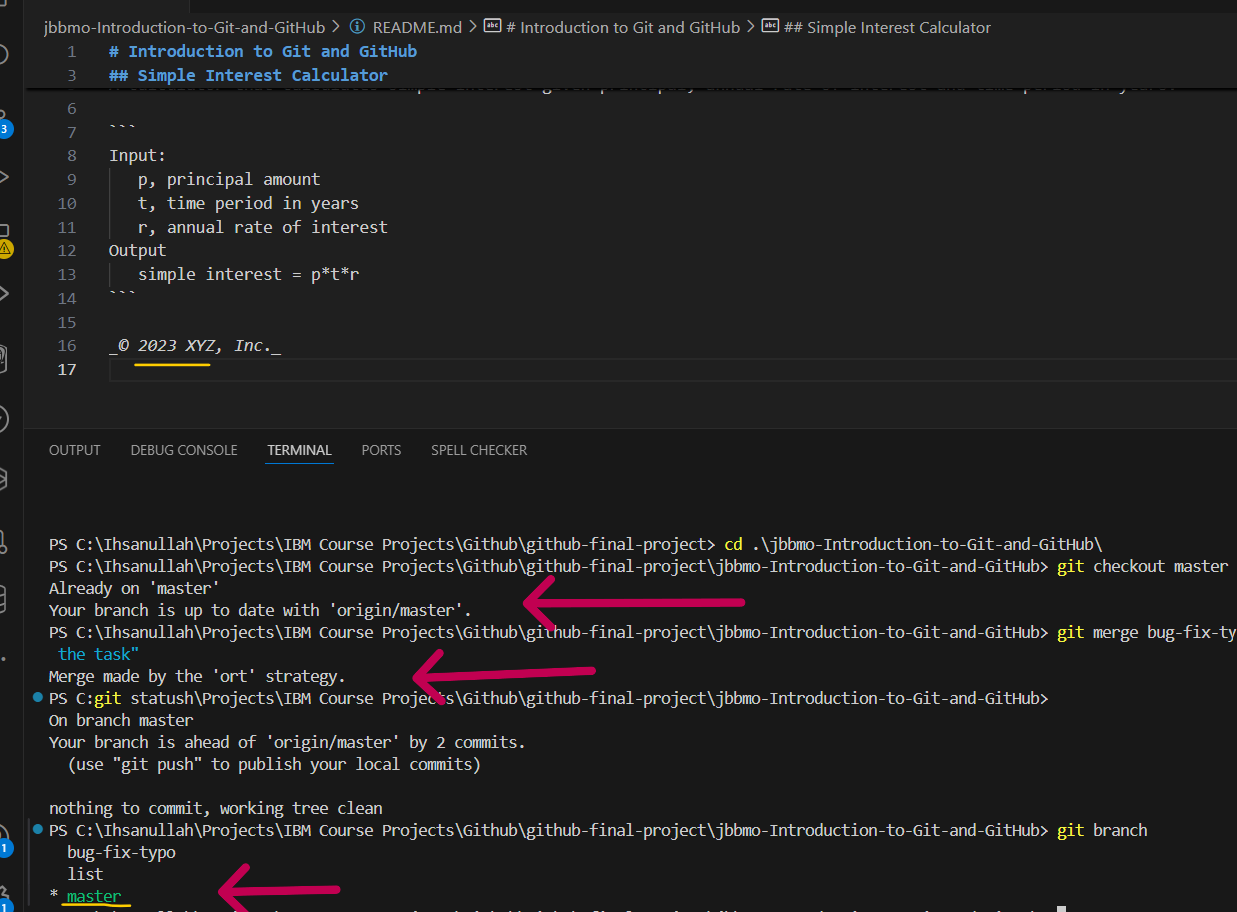 jbbmo-Introduction-to-Git-and-GitHub > README.md > # Introduction to Git and GitHub > ## Simple Interest Calculator
1 # Introduction to Git and GitHub
3 ## Simple Interest Calculator
6
7 ```
8 Input:
9 p, principal amount
10 t, time period in years
11 r, annual rate of interest
12 Output
13 simple interest = p*t*r
14 ```
15
16 _© 2023 XYZ, Inc._
17
OUTPUT DEBUG CONSOLE TERMINAL PORTS SPELL CHECKER
PS C:\Ihsanullah\Projects\IBM Course Projects\Github\github-final-project> cd .\jbbmo-Introduction-to-Git-and-GitHub\
PS C:\Ihsanullah\Projects\IBM Course Projects\Github\github-final-project\jbbmo-Introduction-to-Git-and-GitHub> git checkout master
Already on 'master'
Your branch is up to date with 'origin/master'.
PS C:\Ihsanullah\Projects\IBM Course Projects\Github\github-final-project\jbbmo-Introduction-to-Git-and-GitHub> git merge bug-fix-ty
the task"
Merge made by the 'ort' strategy.
PS C:git statush\Projects\IBM Course Projects\Github\github-final-project\jbbmo-Introduction-to-Git-and-GitHub>
On branch master
Your branch is ahead of 'origin/master' by 2 commits.
(use "git push" to publish your local commits)
nothing to commit, working tree clean
PS C:\Ihsanullah\Projects\IBM Course Projects\Github\github-final-project\jbbmo-Introduction-to-Git-and-GitHub> git branch
bug-fix-typo
list
* master